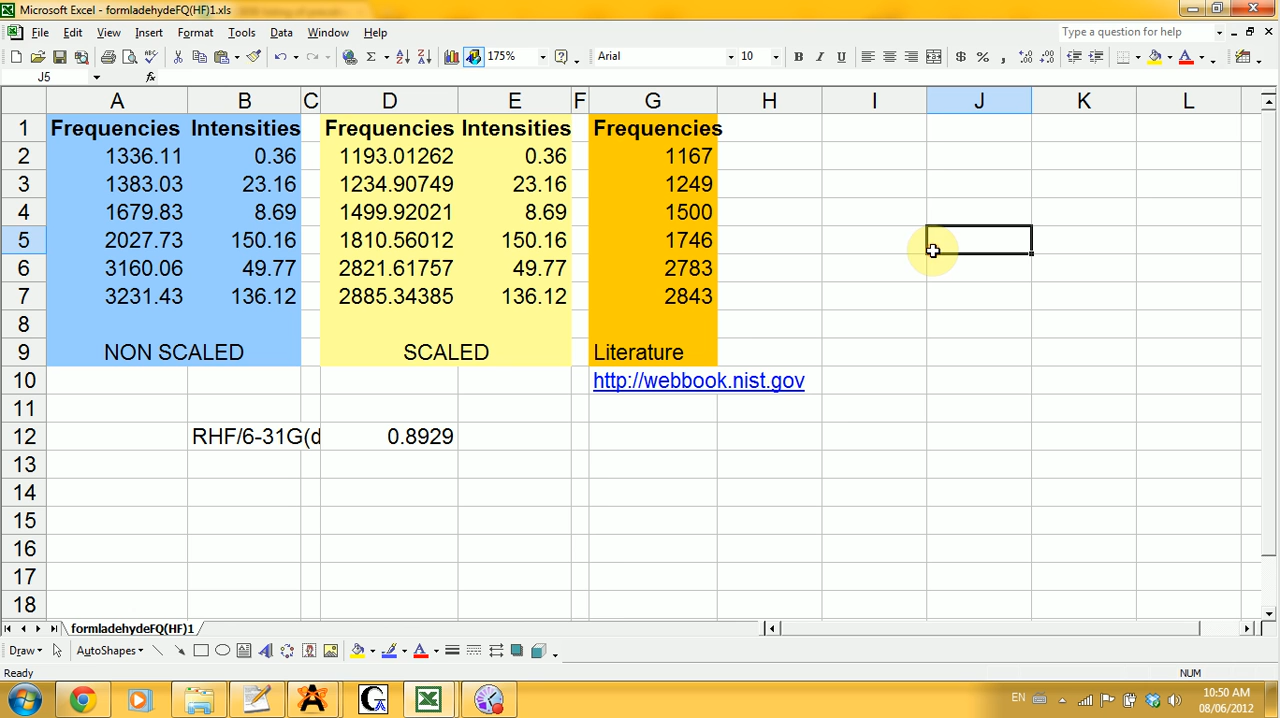 Microsoft Excel - formladehydeFQ(HF)1.xls
File Edit View Insert Format Tools Data Window Help Type a question for help
175% Arial 10 B I U $ % ,
J5 fx
A B C D E F G H I J K L
1 Frequencies Intensities Frequencies Intensities Frequencies
2 1336.11 0.36 1193.01262 0.36 1167
3 1383.03 23.16 1234.90749 23.16 1249
4 1679.83 8.69 1499.92021 8.69 1500
5 2027.73 150.16 1810.56012 150.16 1746
6 3160.06 49.77 2821.61757 49.77 2783
7 3231.43 136.12 2885.34385 136.12 2843
8
9 NON SCALED SCALED Literature
10 http://webbook.nist.gov
11
12 RHF/6-31G(d 0.8929
13
14
15
16
17
18
formladehydeFQ(HF)1
Draw AutoShapes
Ready NUM
EN 10:50 AM
08/06/2012